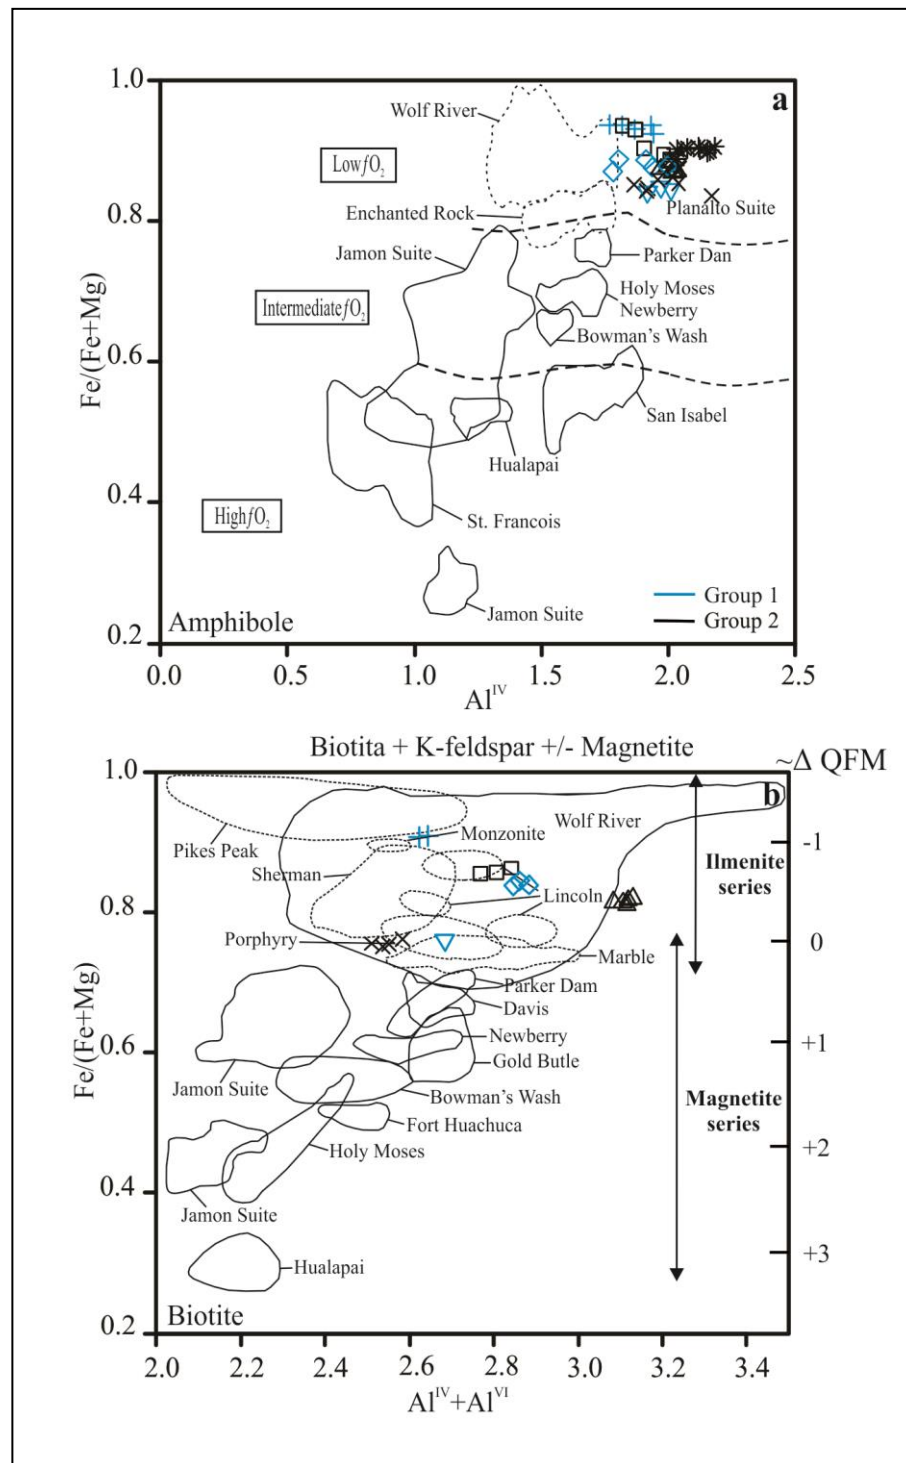 1.0
a
Wolf River
Low fO2
0.8
Enchanted Rock
Planalto Suite
Jamon Suite
Parker Dan
Intermediate fO2
Holy Moses
Newberry
Bowman's Wash
Fe/(Fe+Mg)
0.6
San Isabel
Hualapai
0.4
High fO2
St. Francois
Group 1
Jamon Suite
Group 2
Amphibole
0.2
0.0 0.5 1.0 1.5 2.0 2.5
AlIV
Biotita + K-feldspar +/- Magnetite
~Δ QFM
1.0
b
Wolf River
Monzonite
-1
Pikes Peak
Ilmenite
series
Sherman
Lincoln
0.8
Porphyry
0
Marble
Parker Dam
Davis
Fe/(Fe+Mg)
Newberry
+1
0.6
Gold Butle
Jamon Suite
Bowman's Wash
Magnetite
series
Fort Huachuca
Holy Moses
+2
0.4
Jamon Suite
+3
Hualapai
Biotite
0.2
2.0 2.2 2.4 2.6 2.8 3.0 3.2 3.4
AlIV+AlVI